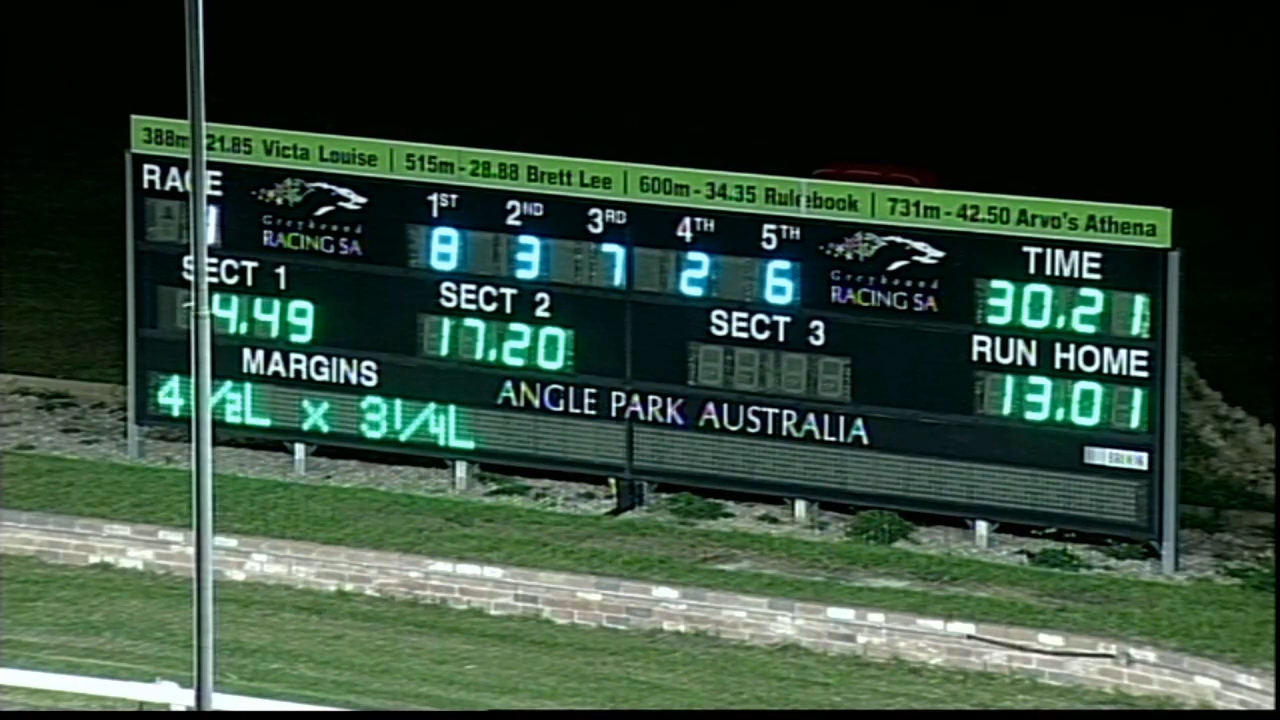 388m 21.85 Victa Louise | 515m - 28.88 Brett Lee | 600m - 34.35 Rulebook | 731m - 42.50 Arvo's Athena
RACE
Greyhound
RACING SA
1ST 2ND 3RD 4TH 5TH
8 3 7 2 6
Greyhound
RACING SA
TIME
30.21
SECT 1
4.49
SECT 2
17.20
SECT 3
RUN HOME
13.01
MARGINS
4 1/2L x 3 1/4L
ANGLE PARK AUSTRALIA